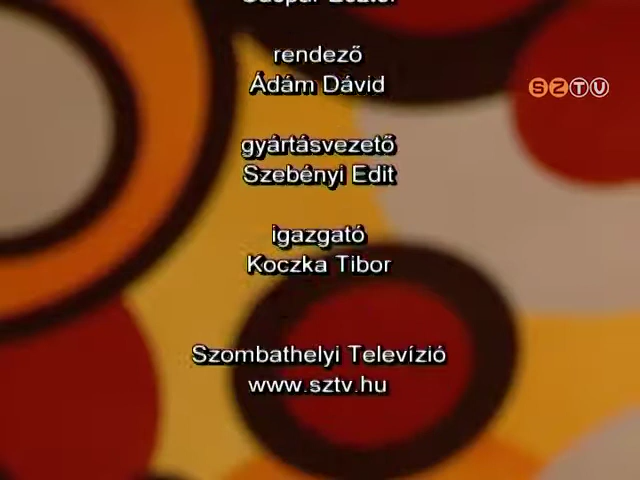 rendező
Ádám Dávid
SZTV
gyártásvezető
Szebényi Edit
igazgató
Koczka Tibor
Szombathelyi Televízió
www.sztv.hu